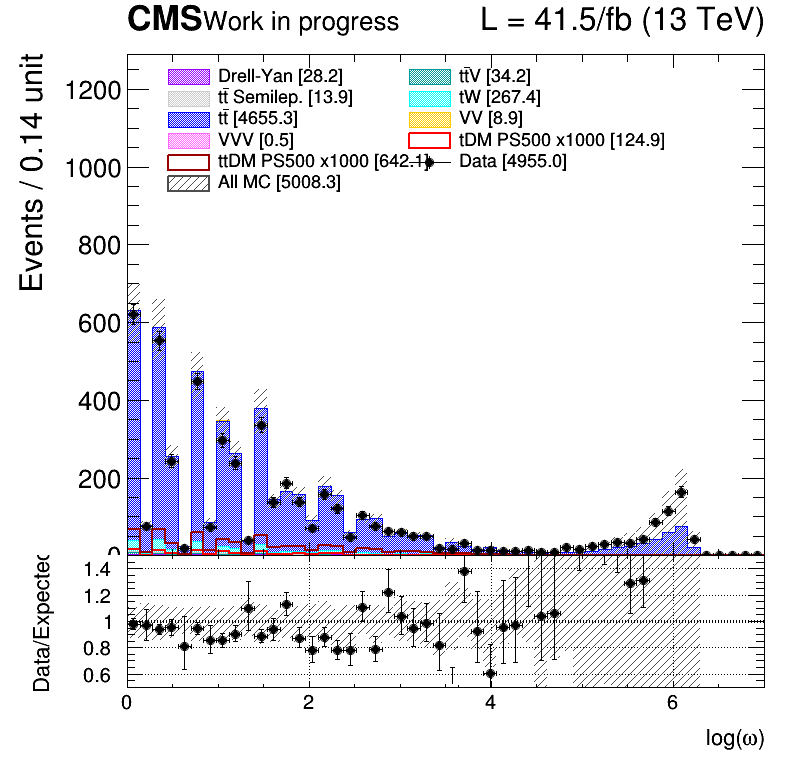 CMS Work in progress L = 41.5/fb (13 TeV)
Events / 0.14 unit
1200
1000
800
600
400
200
0
Drell-Yan [28.2]
tt̄V [34.2]
tt̄ Semilep. [13.9]
tW [267.4]
tt̄ [4655.3]
VV [8.9]
VVV [0.5]
tDM PS500 x1000 [124.9]
ttDM PS500 x1000 [642.1]
Data [4955.0]
All MC [5008.3]
Data/Expected
1.4
1.2
1
0.8
0.6
0 2 4 6
log(ω)